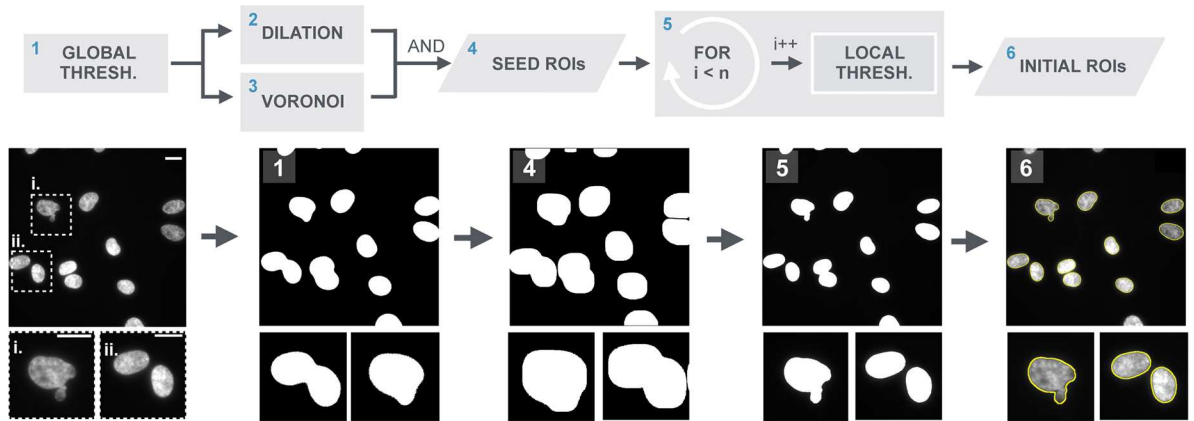 1 GLOBAL
THRESH.
2 DILATION
3 VORONOI
AND
4 SEED ROIs
5
FOR
i < n
i++
LOCAL
THRESH.
6 INITIAL ROIs
i.
ii.
1
4
5
6
i.
ii.